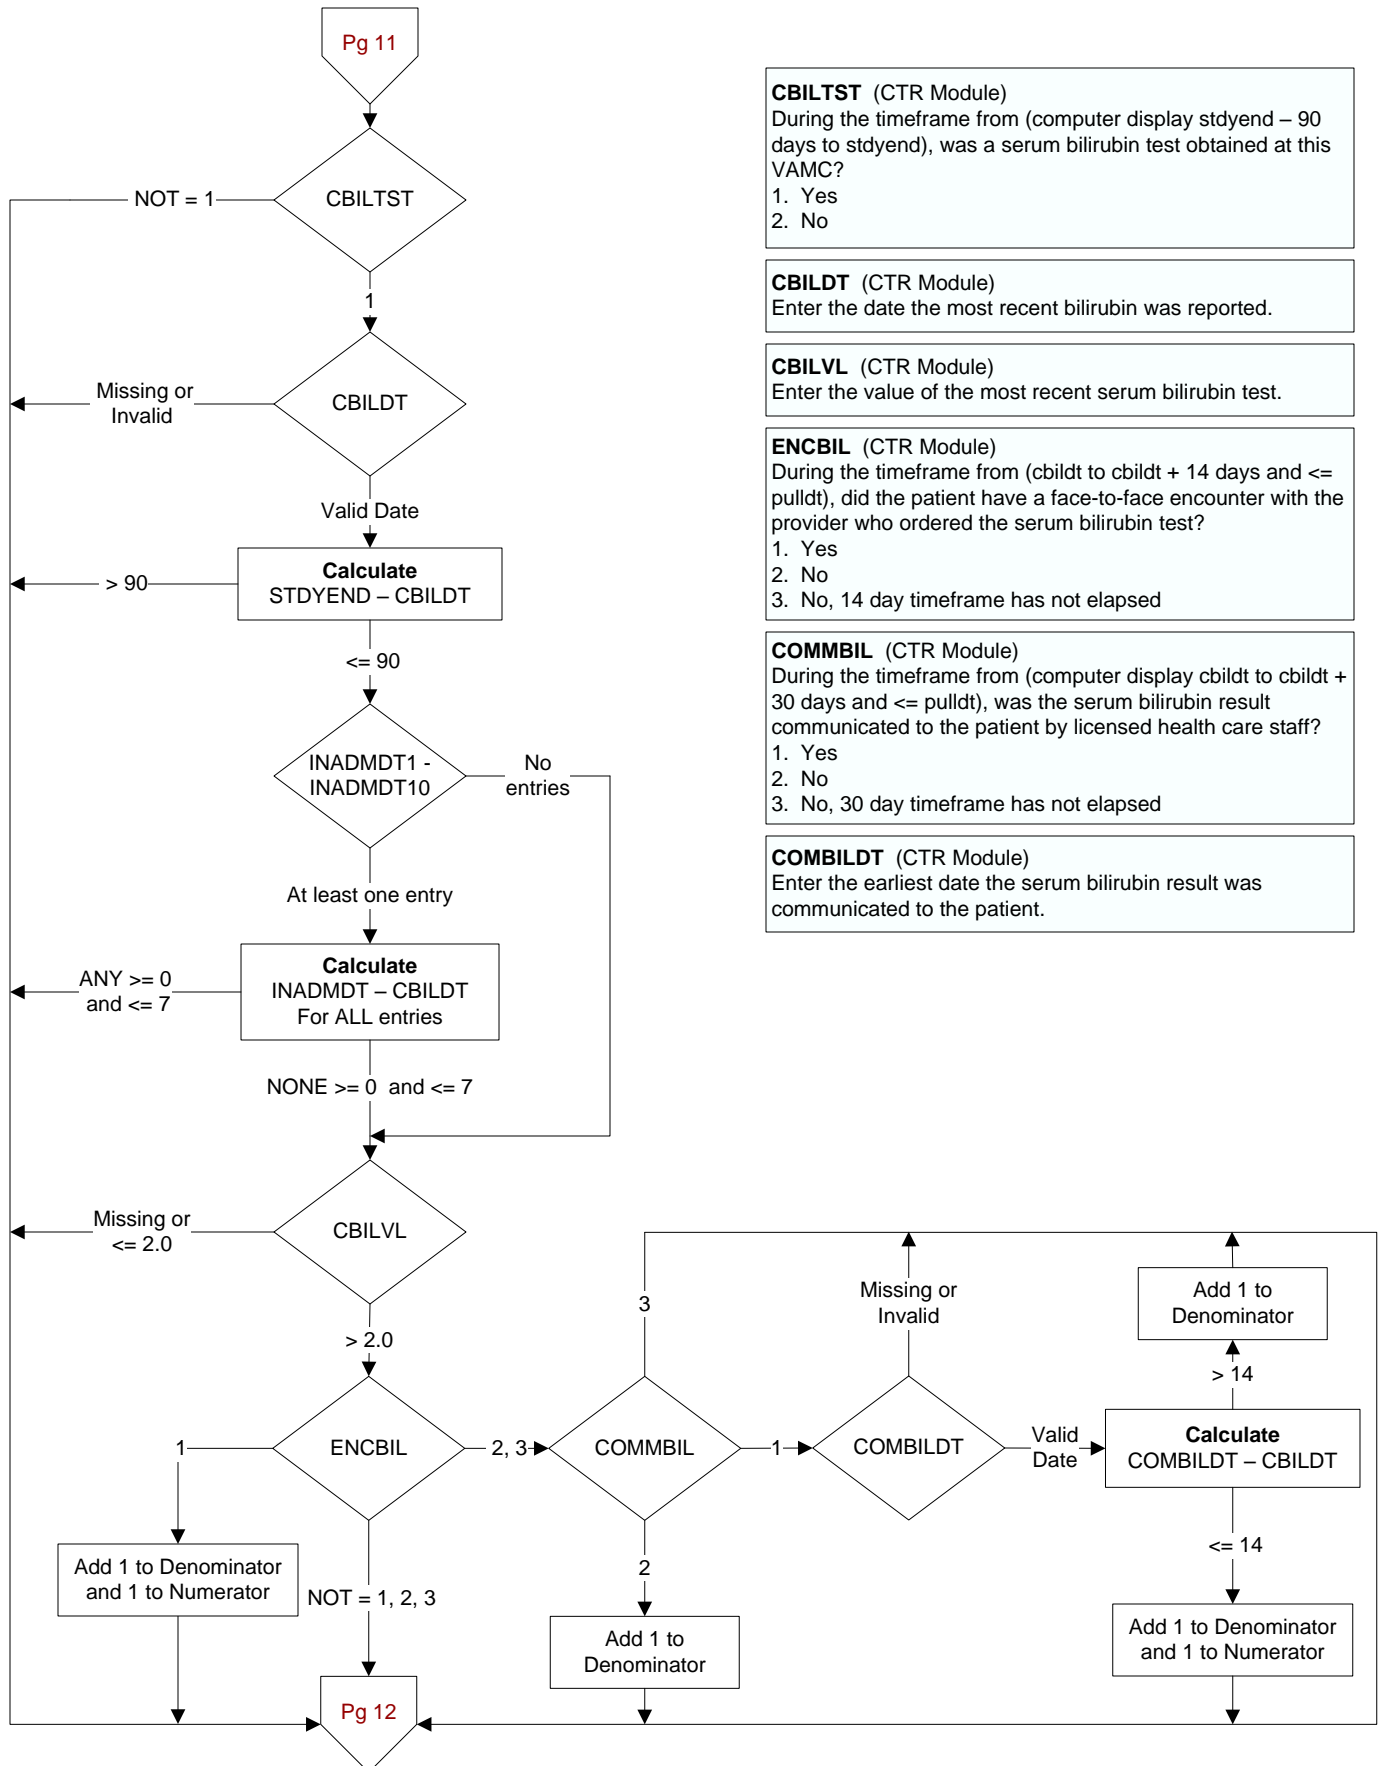 Pg 11
CBILTST (CTR Module)
During the timeframe from (computer display stdyend – 90
days to stdyend), was a serum bilirubin test obtained at this
VAMC?
1. Yes
2. No
CBILDT (CTR Module)
Enter the date the most recent bilirubin was reported.
CBILVL (CTR Module)
Enter the value of the most recent serum bilirubin test.
ENCBIL (CTR Module)
During the timeframe from (cbildt to cbildt + 14 days and <=
pulldt), did the patient have a face-to-face encounter with the
provider who ordered the serum bilirubin test?
1. Yes
2. No
3. No, 14 day timeframe has not elapsed
COMMBIL (CTR Module)
During the timeframe from (computer display cbildt to cbildt +
30 days and <= pulldt), was the serum bilirubin result
communicated to the patient by licensed health care staff?
1. Yes
2. No
3. No, 30 day timeframe has not elapsed
COMBILDT (CTR Module)
Enter the earliest date the serum bilirubin result was
communicated to the patient.
NOT = 1
CBILTST
1
Missing or
Invalid
CBILDT
Valid Date
> 90
Calculate
STDYEND – CBILDT
<= 90
INADMDT1 -
INADMDT10
No
entries
At least one entry
ANY >= 0
and <= 7
Calculate
INADMDT – CBILDT
For ALL entries
NONE >= 0 and <= 7
Missing or
<= 2.0
CBILVL
> 2.0
1
ENCBIL
2, 3
COMMBIL
3
1
Missing or
Invalid
COMBILDT
Valid
Date
Add 1 to
Denominator
> 14
Calculate
COMBILDT – CBILDT
<= 14
Add 1 to Denominator
and 1 to Numerator
NOT = 1, 2, 3
2
Add 1 to
Denominator
Add 1 to Denominator
and 1 to Numerator
Pg 12